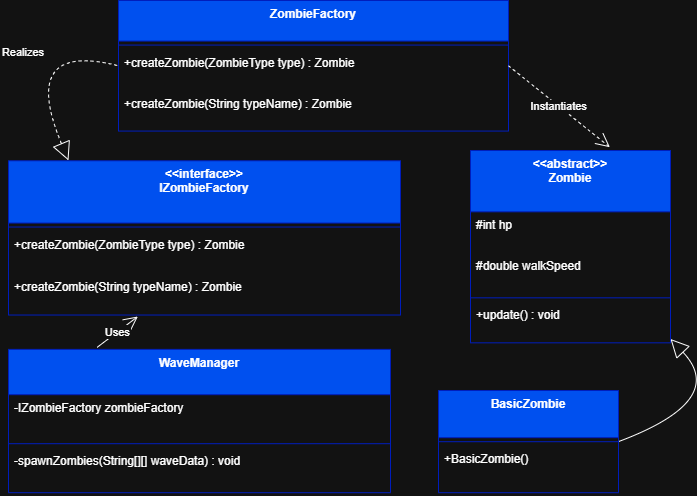 ZombieFactory
+createZombie(ZombieType type) : Zombie
+createZombie(String typeName) : Zombie
Realizes
Instantiates
<<interface>>
IZombieFactory
+createZombie(ZombieType type) : Zombie
+createZombie(String typeName) : Zombie
<<abstract>>
Zombie
#int hp
#double walkSpeed
+update() : void
Uses
WaveManager
-IZombieFactory zombieFactory
-spawnZombies(String[][] waveData) : void
BasicZombie
+BasicZombie()